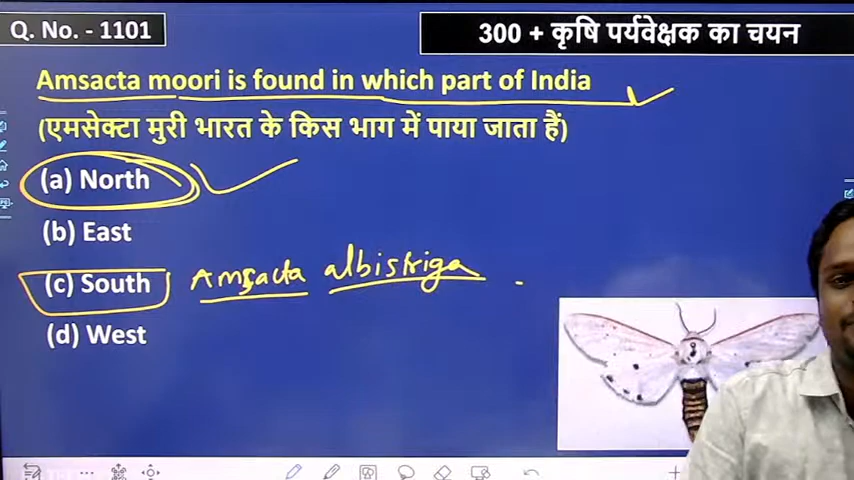 Q. No. - 1101
300 + कृषि पर्यवेक्षक का चयन
Amsacta moori is found in which part of India
(एमसेक्टा मुरी भारत के किस भाग में पाया जाता हैं)
(a) North
(b) East
(c) South Amsacta albistriga
(d) West